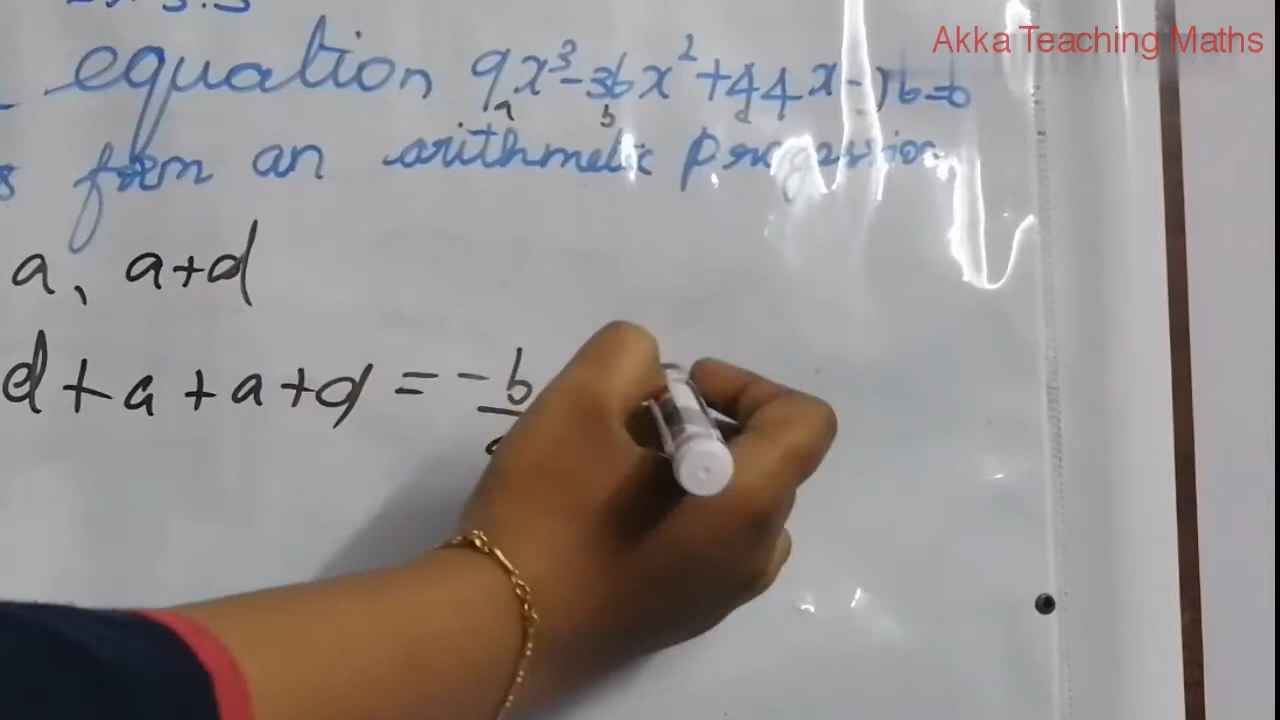 Akka Teaching Maths
equation 9x³-36x²+44x-16=0
a b
form an arithmetic progression
a, a+d
d+a+a+d = -b